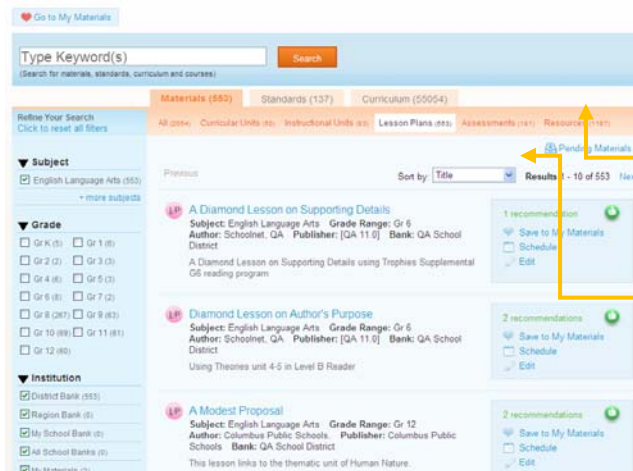 Go to My Materials
Type Keyword(s)
Search
(Search for materials, standards, curriculum and courses)
Materials (553) Standards (137) Curriculum (55054)
Refine Your Search
Click to reset all filters
All Curricular Units Instructional Units Lesson Plans (553) Assessments Resources
Pending Materials
Previous
Sort by: Title
Results 1 - 10 of 553
Subject
English Language Arts (553)
+ more subjects
Grade
Gr K (5) Gr 1 (6)
Gr 2 (2) Gr 3 (3)
Gr 4 (6) Gr 5 (3)
Gr 6 (8) Gr 7 (2)
Gr 8 (267) Gr 9 (63)
Gr 10 (69) Gr 11 (61)
Gr 12 (60)
Institution
District Bank (553)
Region Bank (0)
My School Bank (0)
All School Banks (0)
LP
A Diamond Lesson on Supporting Details
Subject: English Language Arts Grade Range: Gr 6
Author: Schoolnet, QA Publisher: [QA 11.0] Bank: QA School
District
A Diamond Lesson on Supporting Details using Trophies Supplemental
G6 reading program
1 recommendation
Save to My Materials
Schedule
Edit
LP
Diamond Lesson on Author's Purpose
Subject: English Language Arts Grade Range: Gr 6
Author: Schoolnet, QA Publisher: [QA 11.0] Bank: QA School
District
Using Theories unit 4-5 in Level B Reader
2 recommendations
Save to My Materials
Schedule
Edit
LP
A Modest Proposal
Subject: English Language Arts Grade Range: Gr 12
Author: Columbus Public Schools, Publisher: Columbus Public
Schools Bank: QA School District
This lesson links to the thematic unit of Human Nature.
2 recommendations
Save to My Materials
Schedule
Edit